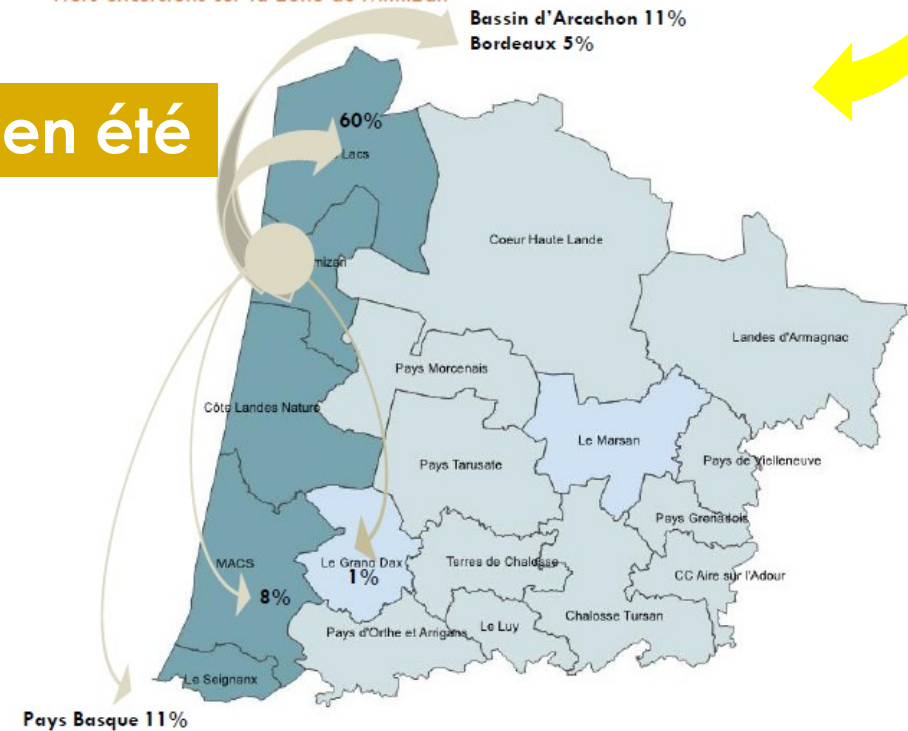 Bassin d'Arcachon 11%
Bordeaux 5%
en été
60%
Lacs
Coeur Haute Lande
mizan
Landes d'Armagnac
Pays Morcenais
Côte Landes Nature
Le Marsan
Pays Tarusate
Pays de Villeneuve
Pays Grenadois
MACS
8%
Le Grand Dax
1%
Terres de Chalosse
CC Aire sur l'Adour
Pays d'Orthe et Arrigans
Le Luy
Chalosse Tursan
Le Seignanx
Pays Basque 11%